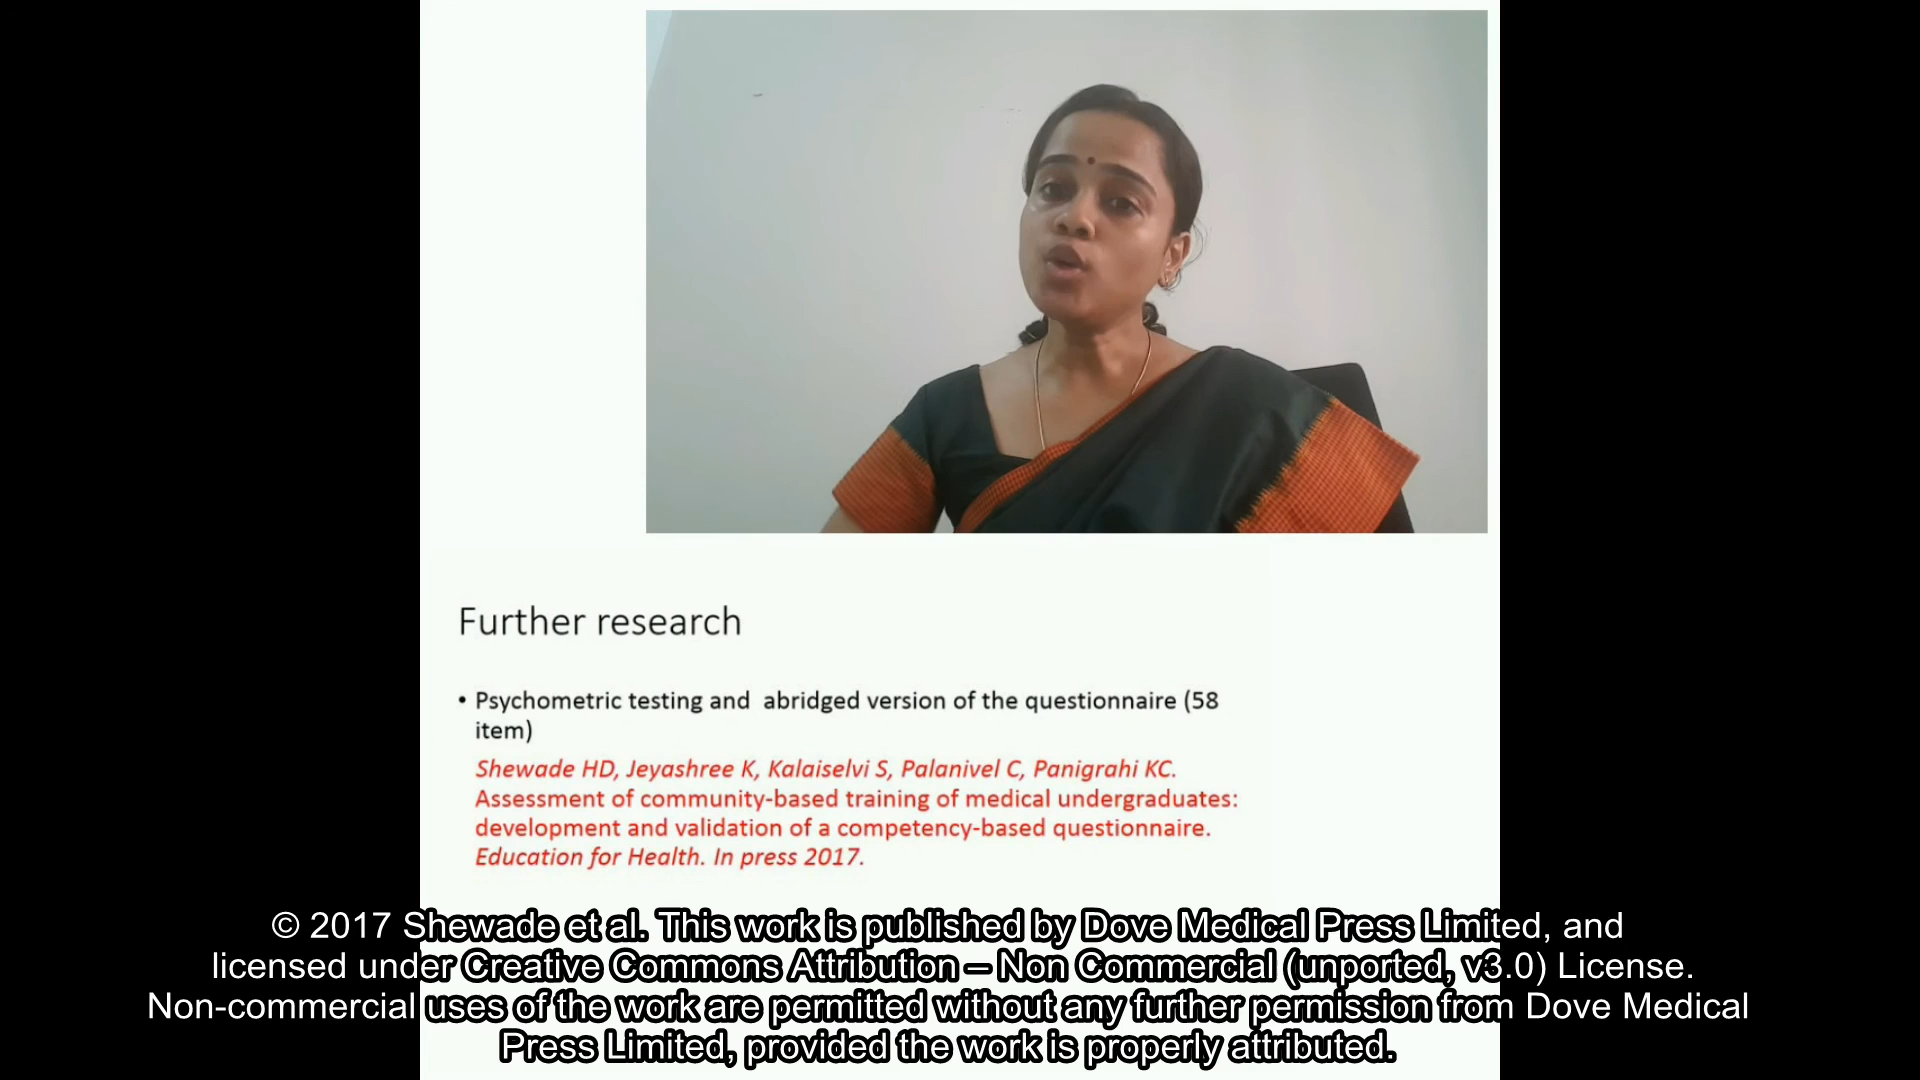 Further research
• Psychometric testing and abridged version of the questionnaire (58
item)
Shewade HD, Jeyashree K, Kalaiselvi S, Palanivel C, Panigrahi KC.
Assessment of community-based training of medical undergraduates:
development and validation of a competency-based questionnaire.
Education for Health. In press 2017.
© 2017 Shewade et al. This work is published by Dove Medical Press Limited, and
licensed under Creative Commons Attribution – Non Commercial (unported, v3.0) License.
Non-commercial uses of the work are permitted without any further permission from Dove Medical
Press Limited, provided the work is properly attributed.